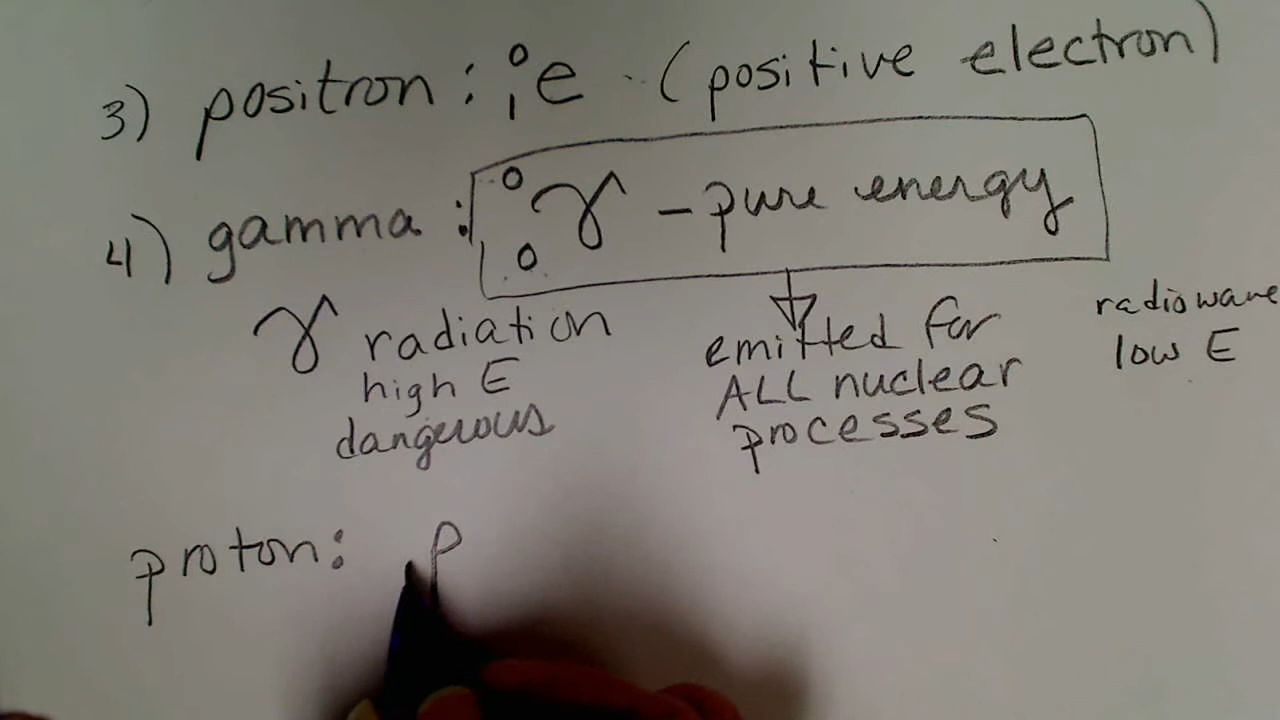 3) positron : ⁰₁e (positive electron)
4) gamma : ⁰₀γ - pure energy
γ radiation
high E
dangerous
emitted for
ALL nuclear
processes
radiowave
low E
proton: p